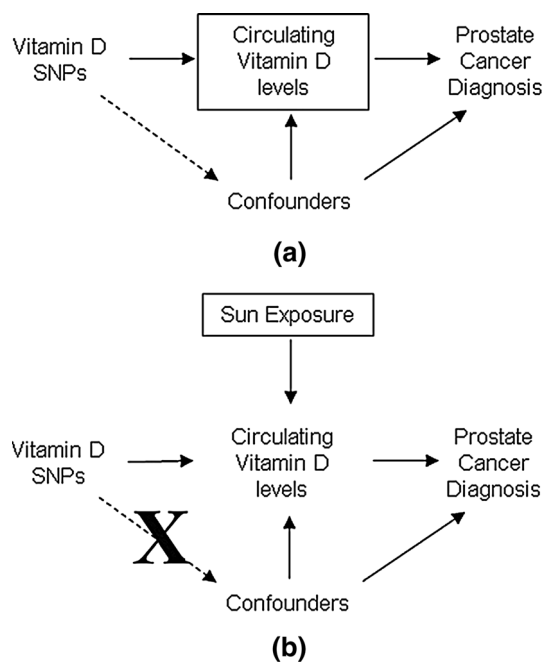 Vitamin D
SNPs
Circulating
Vitamin D
levels
Prostate
Cancer
Diagnosis
Confounders
(a)
Sun Exposure
Vitamin D
SNPs
Circulating
Vitamin D
levels
Prostate
Cancer
Diagnosis
X
Confounders
(b)